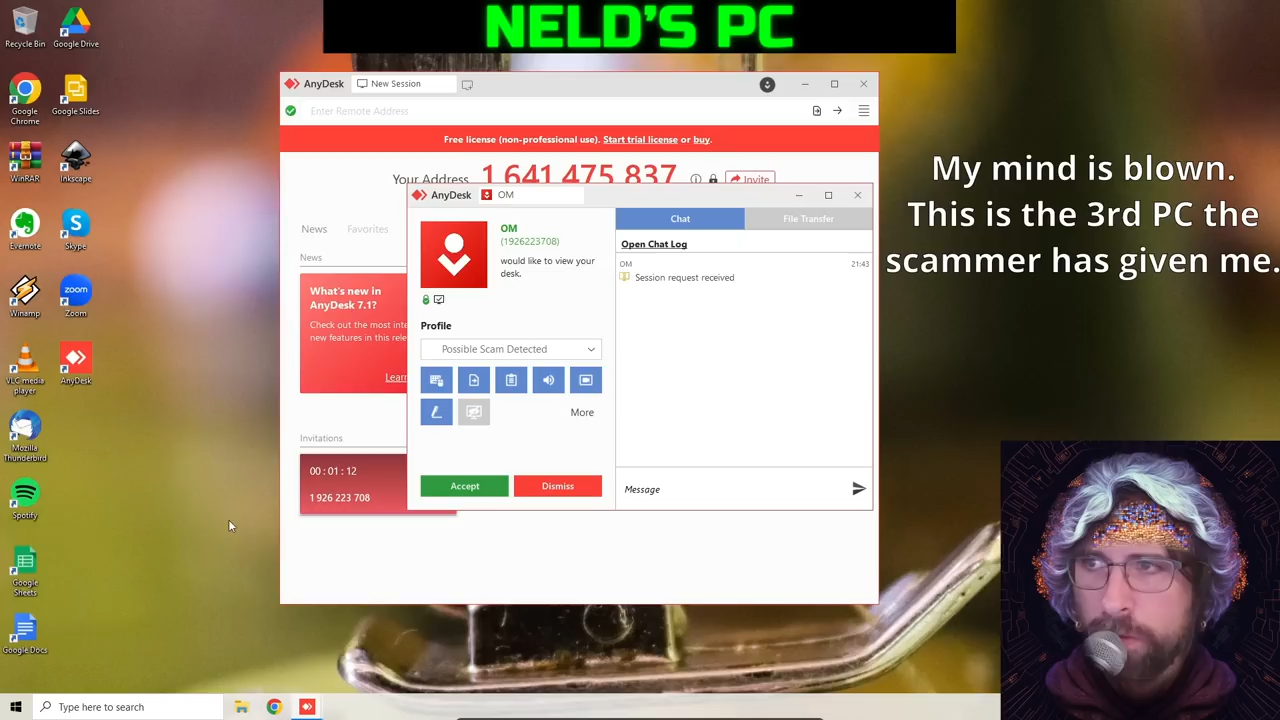 NELD'S PC
Recycle Bin
Google Drive
Google Chrome
Google Slides
WinRAR
Inkscape
Evernote
Skype
Winamp
Zoom
zoom
VLC media player
AnyDesk
Mozilla Thunderbird
Spotify
Google Sheets
Google Docs
AnyDesk
New Session
Enter Remote Address
Free license (non-professional use). Start trial license or buy.
Your Address
1 641 475 837
Invite
News
Favorites
News
What's new in
AnyDesk 7.1?
Check out the most inte
new features in this rele
Learn
Invitations
00 : 01 : 12
1 926 223 708
AnyDesk
OM
OM
(1926223708)
would like to view your
desk.
Profile
Possible Scam Detected
More
Accept
Dismiss
Chat
File Transfer
Open Chat Log
OM
21:43
Session request received
Message
My mind is blown.
This is the 3rd PC the
scammer has given me.
Type here to search